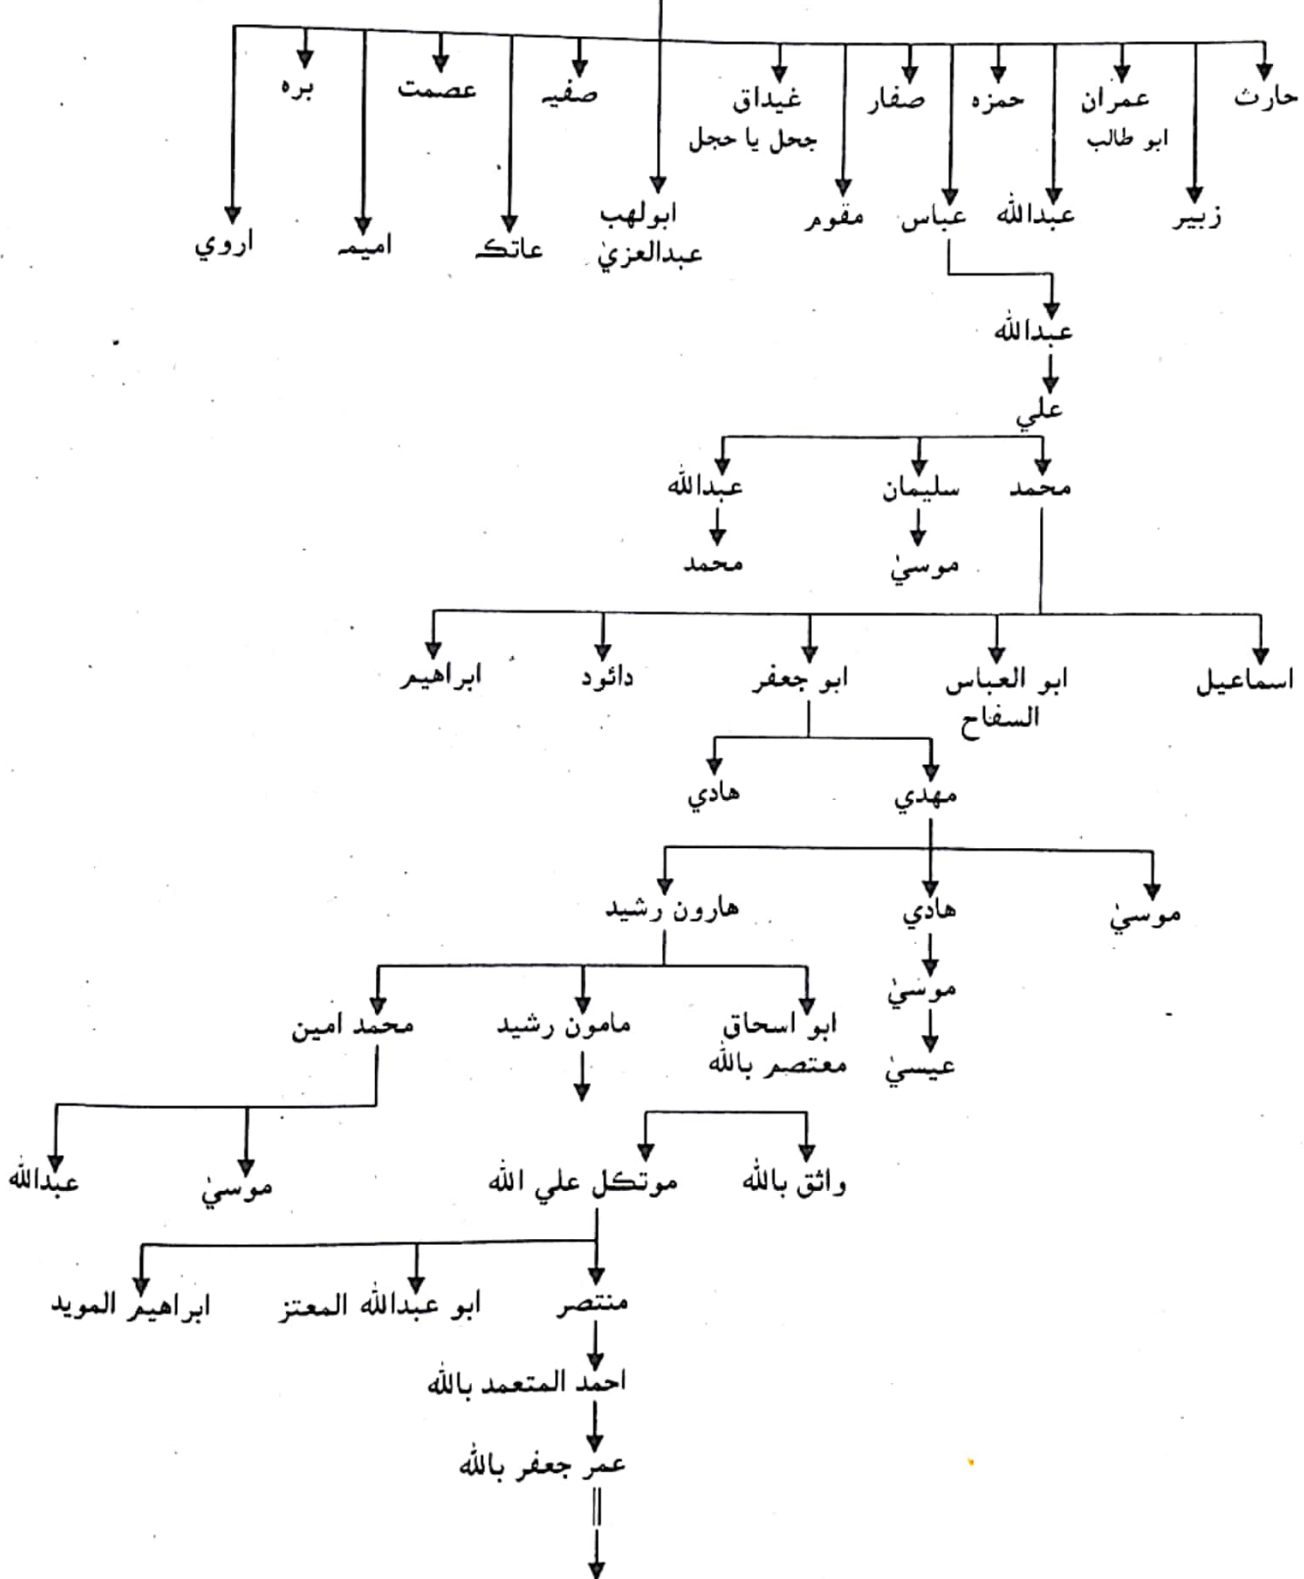 حارث
عمران
ابو طالب
حمزه
صفار
غيداق
جحل يا حجل
صفيه
عصمت
بره
زبير
عبدالله
عباس
مقوم
ابولهب
عبدالعزيٰ
عاتڪ
اميمه
اروي
عبدالله
علي
محمد
سليمان
عبدالله
موسيٰ
محمد
اسماعيل
ابو العباس
السفاح
ابو جعفر
دائود
ابراهيم
مهدي
هادي
موسيٰ
هادي
هارون رشيد
موسيٰ
عيسيٰ
ابو اسحاق
معتصم بالله
مامون رشيد
محمد امين
واثق بالله
موتڪل علي الله
موسيٰ
عبدالله
منتصر
ابو عبدالله المعتز
ابراهيم المويد
احمد المتعمد بالله
عمر جعفر بالله